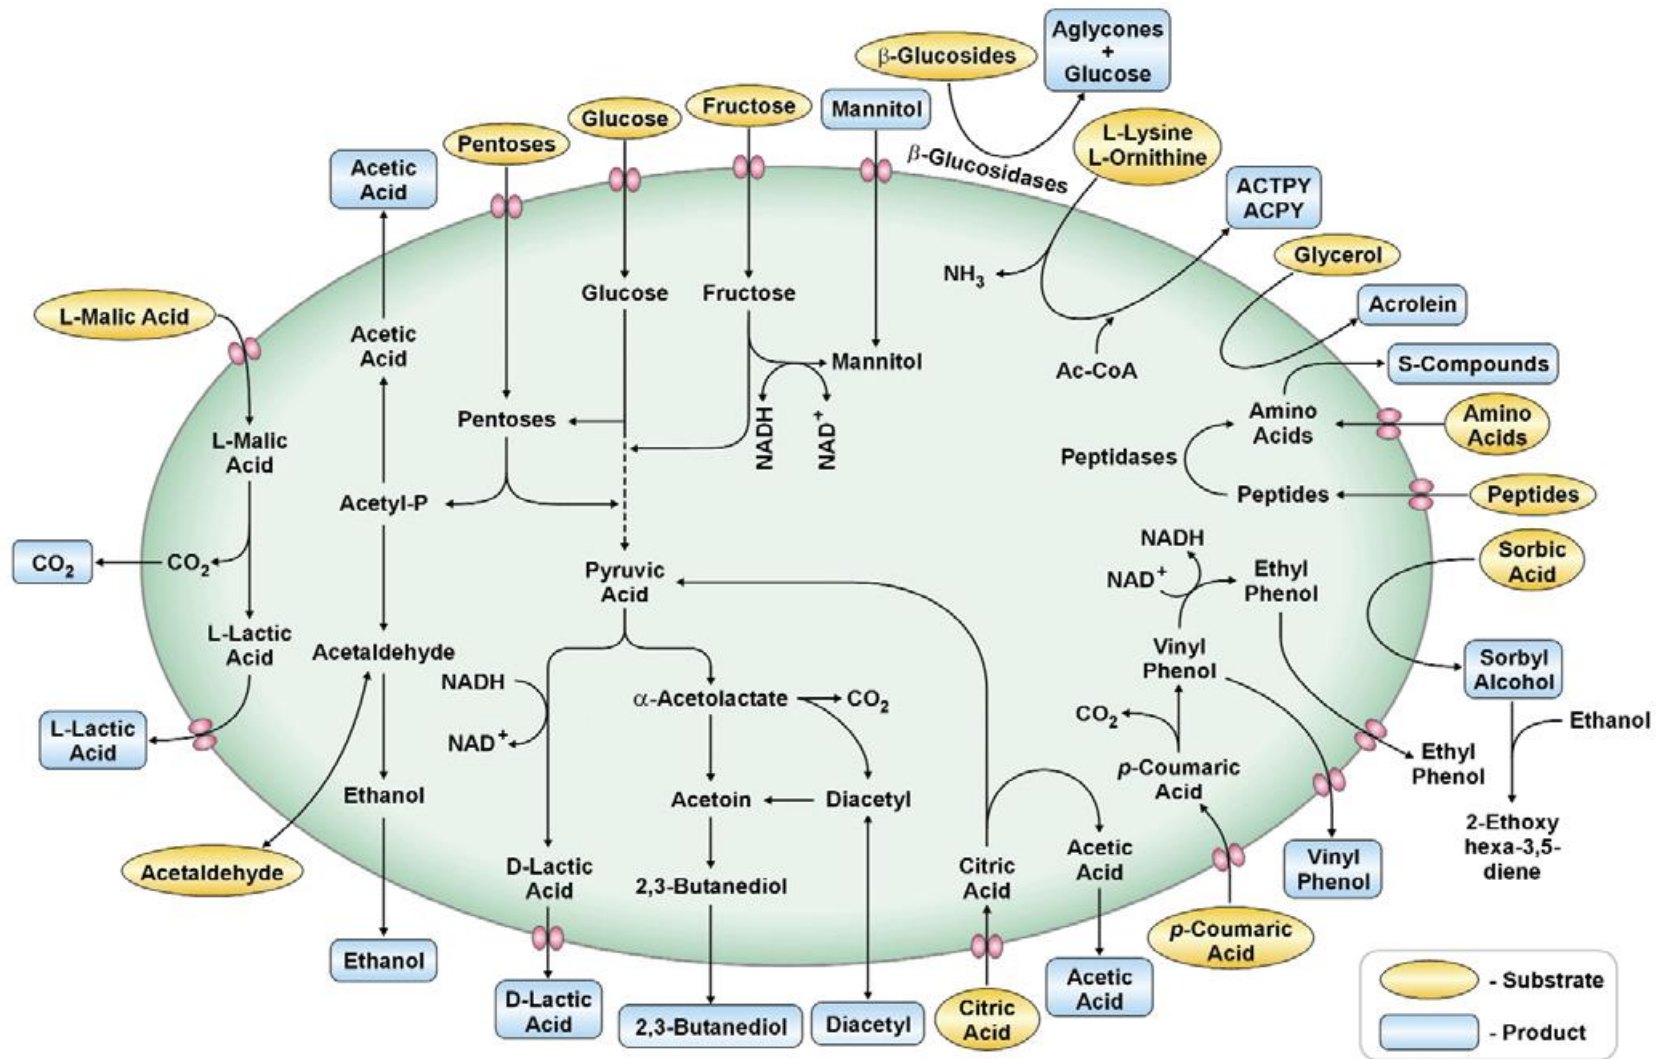 β-Glucosides
Aglycones
+
Glucose
Pentoses
Glucose
Fructose
Mannitol
β-Glucosidases
L-Lysine
L-Ornithine
Acetic
Acid
ACTPY
ACPY
NH3
Glycerol
Glucose
Fructose
Acrolein
L-Malic Acid
Acetic
Acid
Mannitol
Ac-CoA
S-Compounds
NADH
NAD+
Amino
Acids
Amino
Acids
Pentoses
L-Malic
Acid
Peptidases
Peptides
Peptides
Acetyl-P
CO2
CO2
Pyruvic
Acid
NADH
NAD+
Ethyl
Phenol
Sorbic
Acid
L-Lactic
Acid
Acetaldehyde
NADH
NAD+
α-Acetolactate
CO2
Vinyl
Phenol
CO2
Sorbyl
Alcohol
Ethanol
L-Lactic
Acid
Ethanol
Acetoin
Diacetyl
p-Coumaric
Acid
Ethyl
Phenol
2-Ethoxy
hexa-3,5-
diene
Acetaldehyde
D-Lactic
Acid
2,3-Butanediol
Citric
Acid
Acetic
Acid
Vinyl
Phenol
p-Coumaric
Acid
Ethanol
D-Lactic
Acid
2,3-Butanediol
Diacetyl
Citric
Acid
Acetic
Acid
- Substrate
- Product